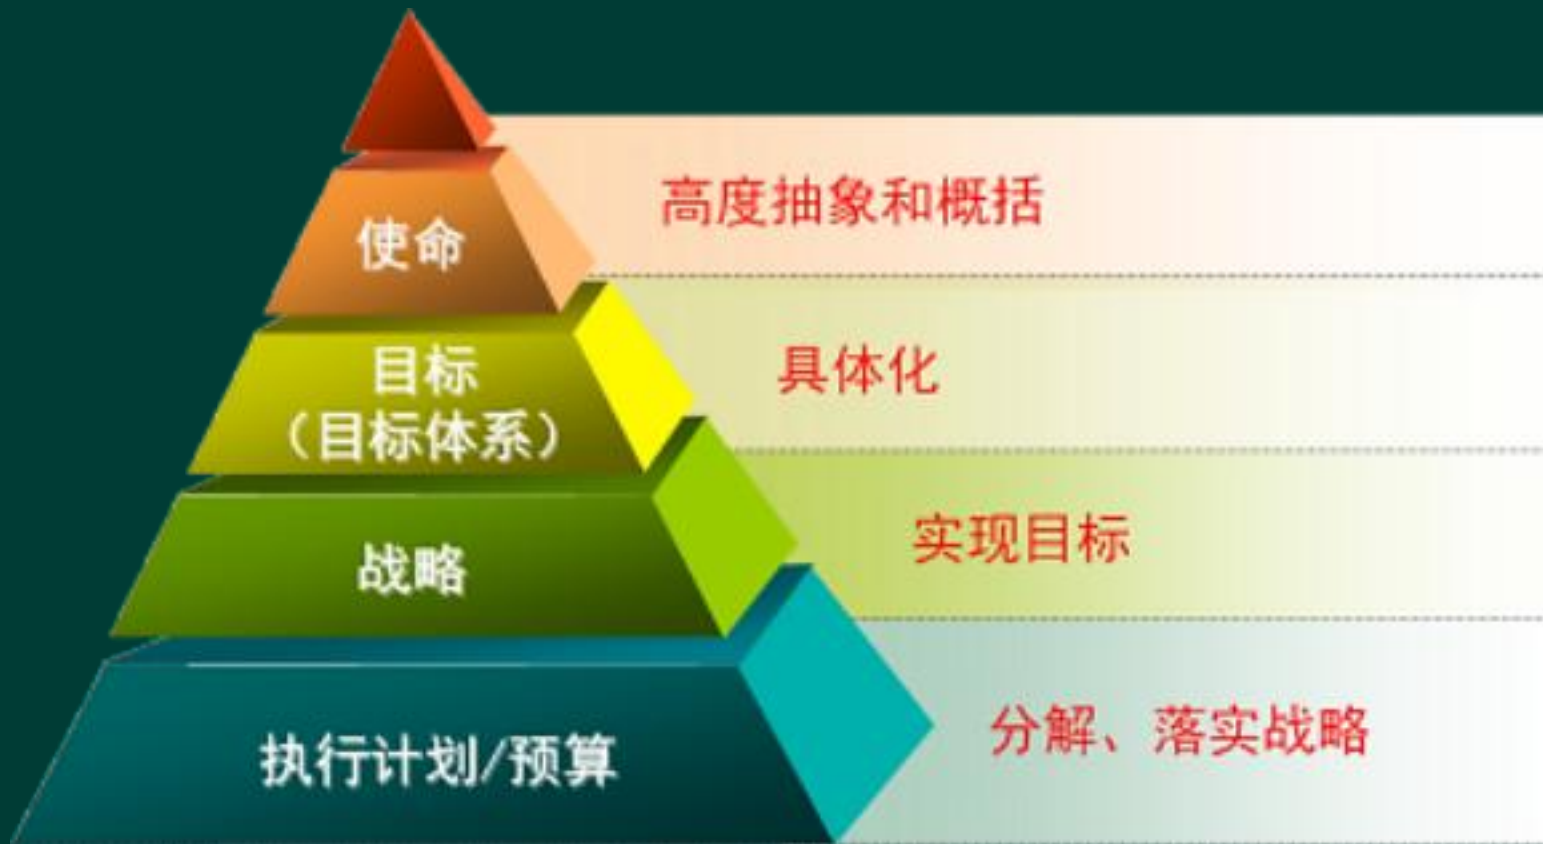 使命
高度抽象和概括
目标
（目标体系）
具体化
战略
实现目标
执行计划/预算
分解、落实战略